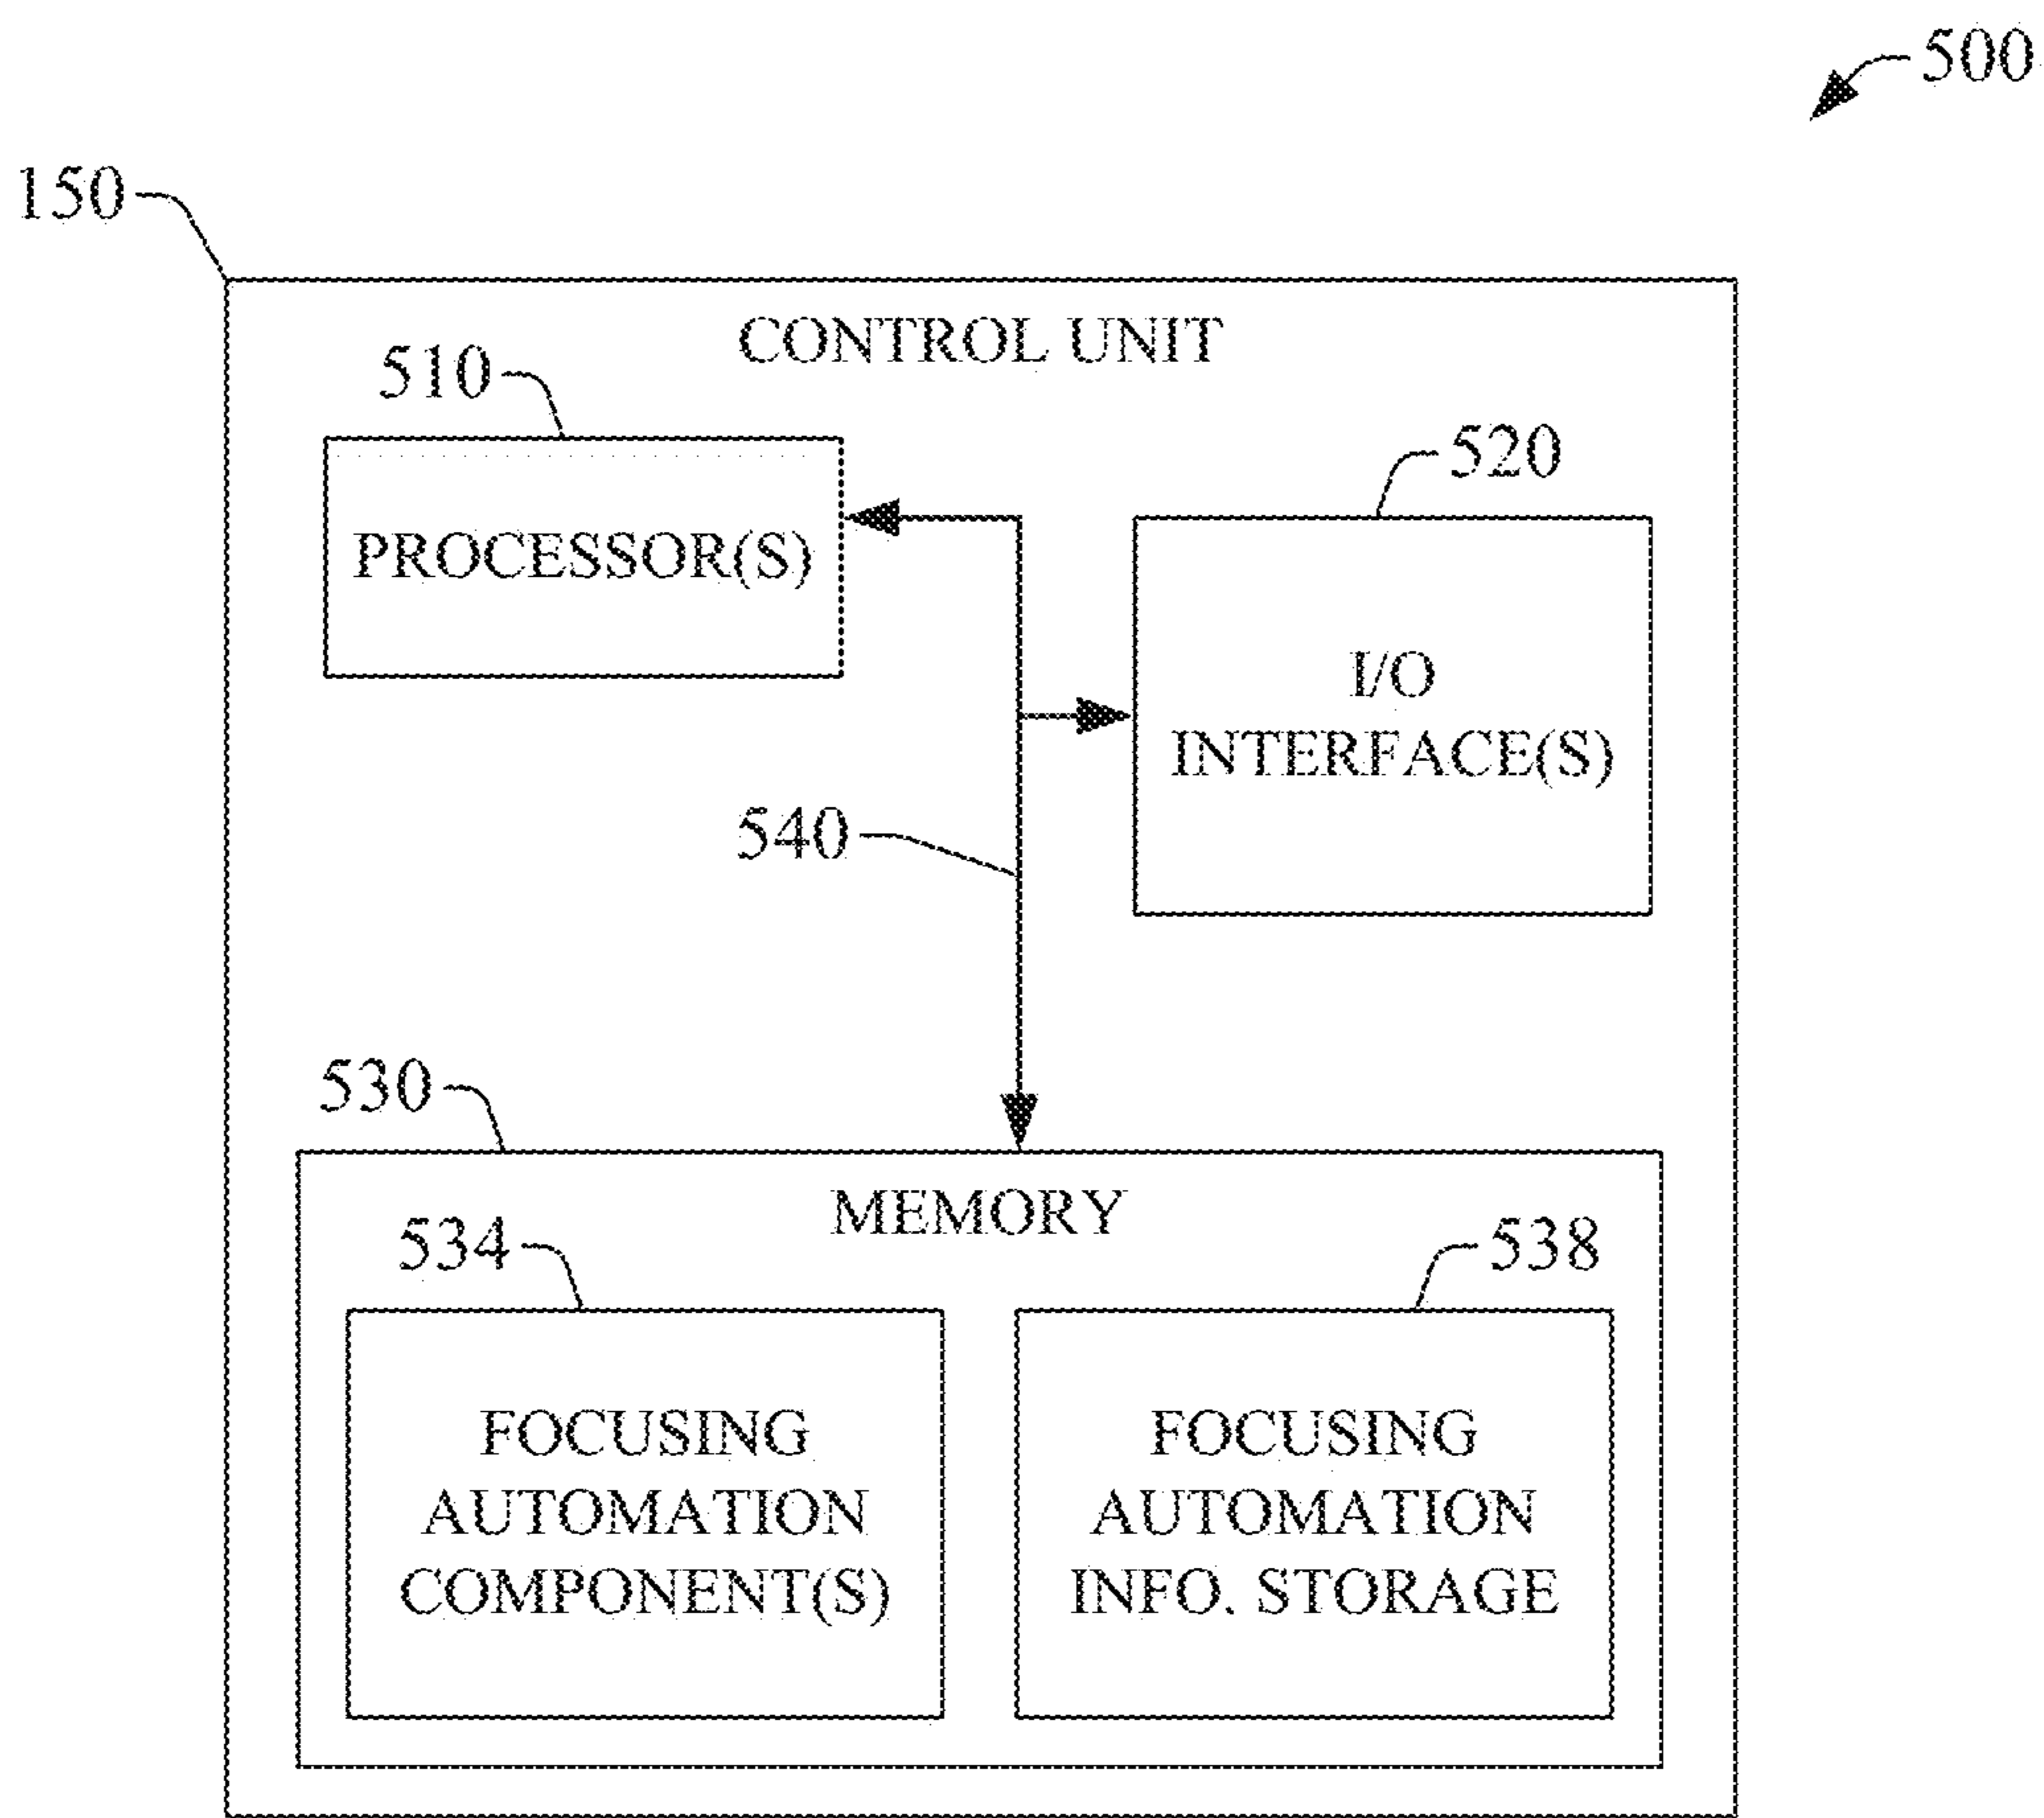 500
150
CONTROL UNIT
510
520
PROCESSOR(S)
I/O
INTERFACE(S)
540
530
MEMORY
534
538
FOCUSING
AUTOMATION
COMPONENT(S)
FOCUSING
AUTOMATION
INFO. STORAGE